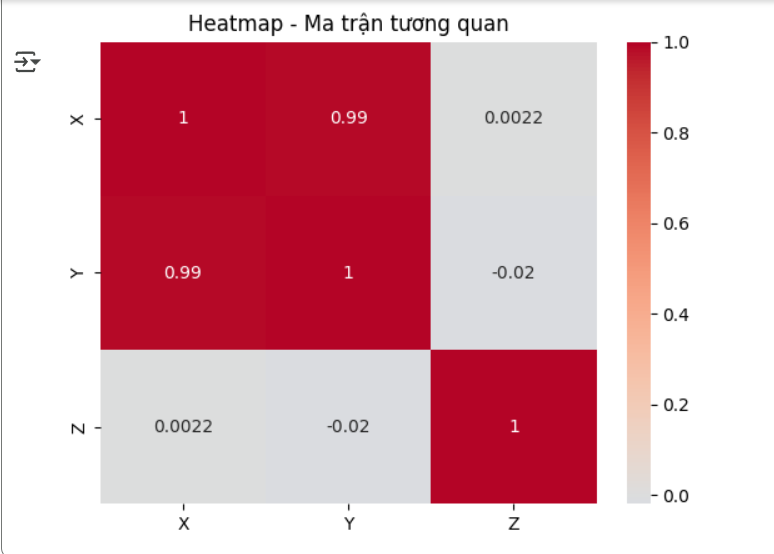 Heatmap - Ma trận tương quan
X 1 0.99 0.0022
Y 0.99 1 -0.02
Z 0.0022 -0.02 1
X Y Z
1.0
0.8
0.6
0.4
0.2
0.0